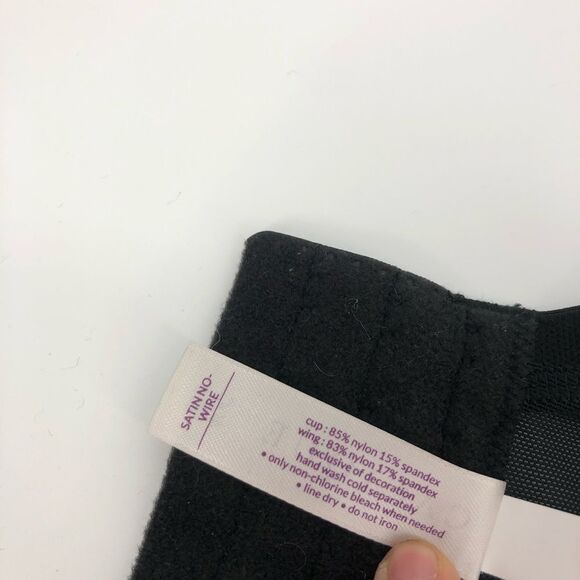 SATIN NO-
WIRE
cup : 85% nylon 15% spandex
wing : 83% nylon 17% spandex
exclusive of decoration
hand wash cold separately
• only non-chlorine bleach when needed
• line dry • do not iron